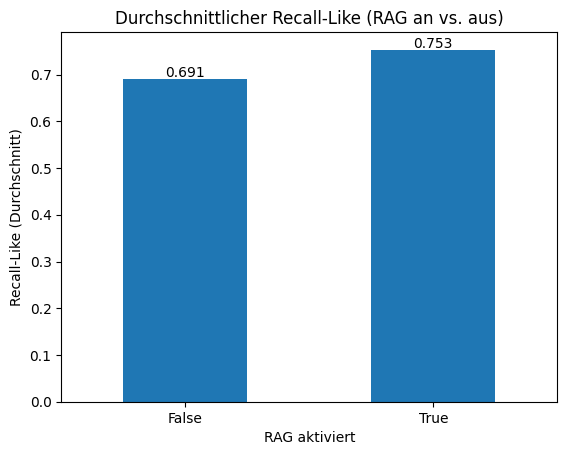 Durchschnittlicher Recall-Like (RAG an vs. aus)
0.753
0.691
0.7
0.6
0.5
0.4
0.3
0.2
0.1
0.0
Recall-Like (Durchschnitt)
False
True
RAG aktiviert